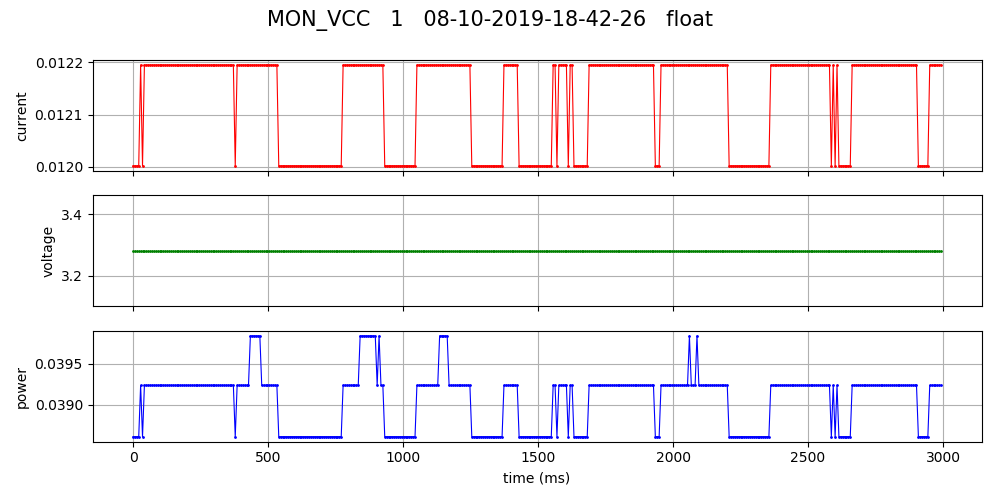 MON_VCC 1 08-10-2019-18-42-26 float
0.0122
0.0121
0.0120
current
3.4
3.2
voltage
0.0395
0.0390
power
0 500 1000 1500 2000 2500 3000
time (ms)